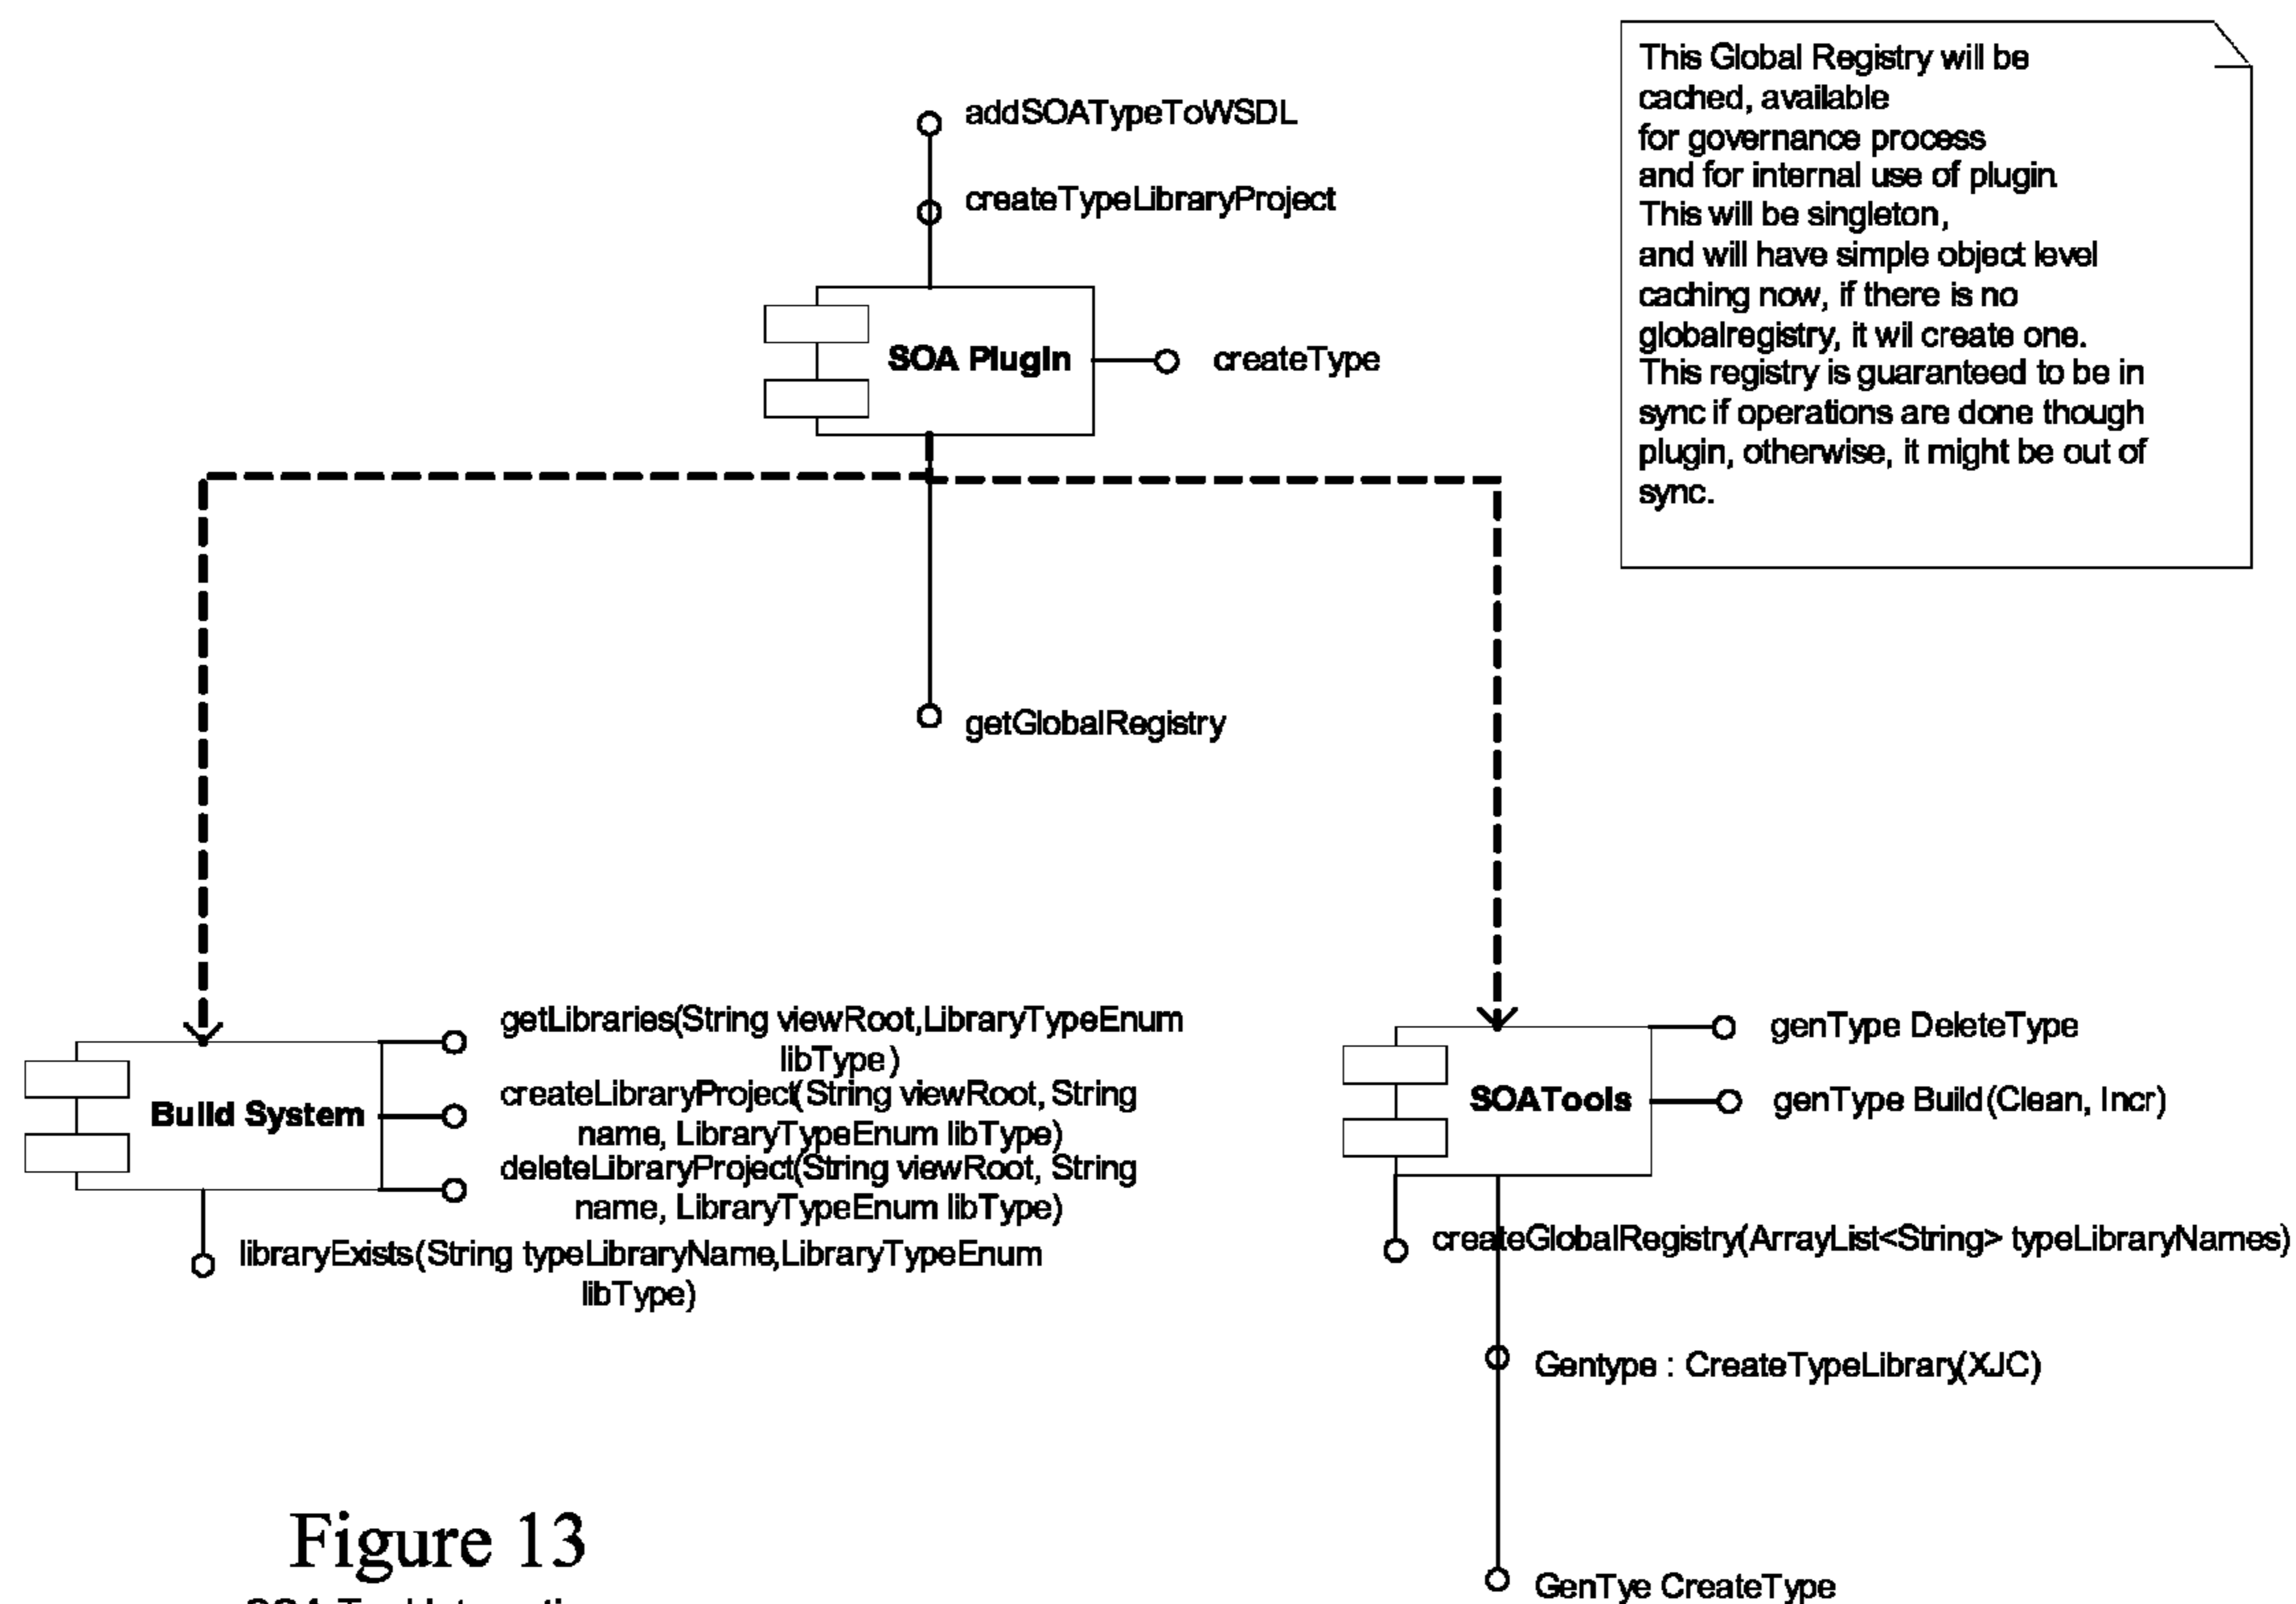 addSOATypeToWSDL
createTypeLibraryProject
SOA PlugIn
createType
getGlobalRegistry
This Global Registry will be
cached, available
for governance process
and for internal use of plugin.
This will be singleton,
and will have simple object level
caching now, if there is no
globalregistry, it wil create one.
This registry is guaranteed to be in
sync if operations are done though
plugin, otherwise, it might be out of
sync.
Build System
getLibraries(String viewRoot,LibraryTypeEnum
libType)
createLibraryProject(String viewRoot, String
name, LibraryTypeEnum libType)
deleteLibraryProject(String viewRoot, String
name, LibraryTypeEnum libType)
libraryExists(String typeLibraryName,LibraryTypeEnum
libType)
SOATools
genType DeleteType
genType Build(Clean, Incr)
createGlobalRegistry(ArrayList<String> typeLibraryNames)
Gentype : CreateTypeLibrary(XJC)
GenTye CreateType
Figure 13